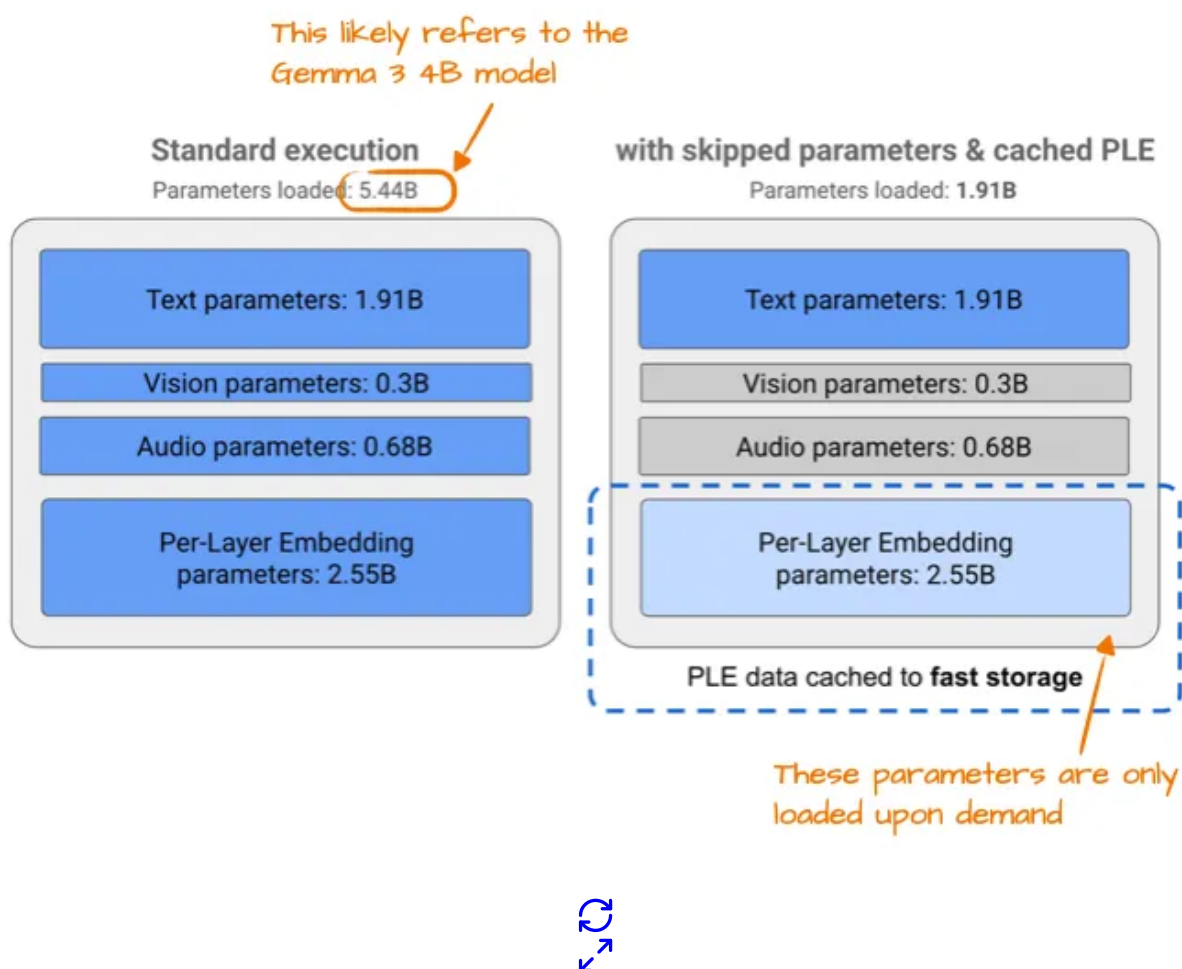 This likely refers to the
Gemma 3 4B model
Standard execution
Parameters loaded: 5.44B
Text parameters: 1.91B
Vision parameters: 0.3B
Audio parameters: 0.68B
Per-Layer Embedding
parameters: 2.55B
with skipped parameters & cached PLE
Parameters loaded: 1.91B
Text parameters: 1.91B
Vision parameters: 0.3B
Audio parameters: 0.68B
Per-Layer Embedding
parameters: 2.55B
PLE data cached to fast storage
These parameters are only
loaded upon demand